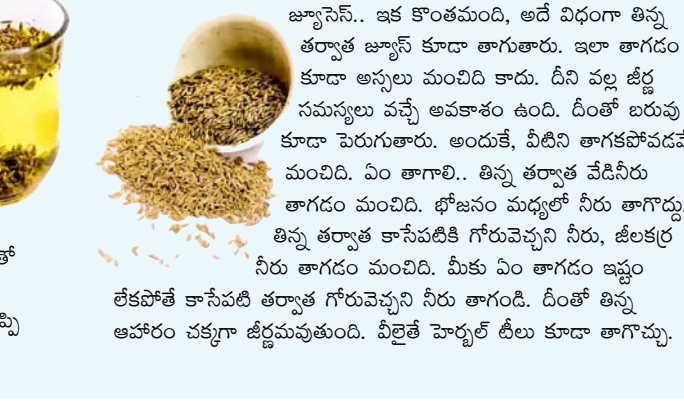 జ్యూసెస్.. ఇక కొంతమంది, అదే విధంగా తిన్న
తర్వాత జ్యూస్ కూడా తాగుతారు. ఇలా తాగడం
కూడా అస్సలు మంచిది కాదు. దీని వల్ల జీర్ణ
సమస్యలు వచ్చే అవకాశం ఉంది. దీంతో బరువు
కూడా పెరుగుతారు. అందుకే, వీటిని తాగకపోవడమే
మంచిది. ఏం తాగాలి.. తిన్న తర్వాత వేడినీరు
తాగడం మంచిది. భోజనం మధ్యలో నీరు తాగొద్దు.
తిన్న తర్వాత కాసేపటికి గోరువెచ్చని నీరు, జీలకర్ర
నీరు తాగడం మంచిది. మీకు ఏం తాగడం ఇష్టం
లేకపోతే కాసేపటి తర్వాత గోరువెచ్చని నీరు తాగండి. దీంతో తిన్న
ఆహారం చక్కగా జీర్ణమవుతుంది. వీలైతే హెర్బల్ టీలు కూడా తాగొచ్చు.